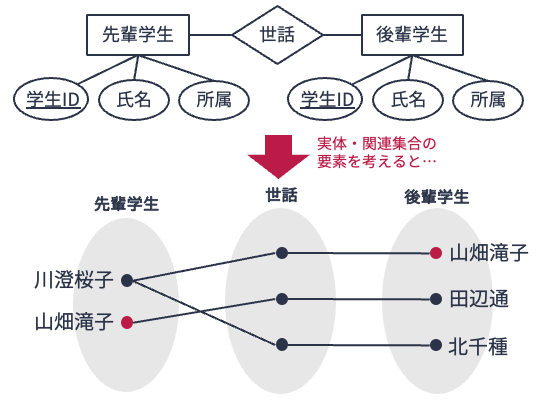 先輩学生
世話
後輩学生
学生ID
氏名
所属
学生ID
氏名
所属
実体・関連集合の
要素を考えると…
先輩学生
世話
後輩学生
川澄桜子
山畑滝子
山畑滝子
田辺通
北千種